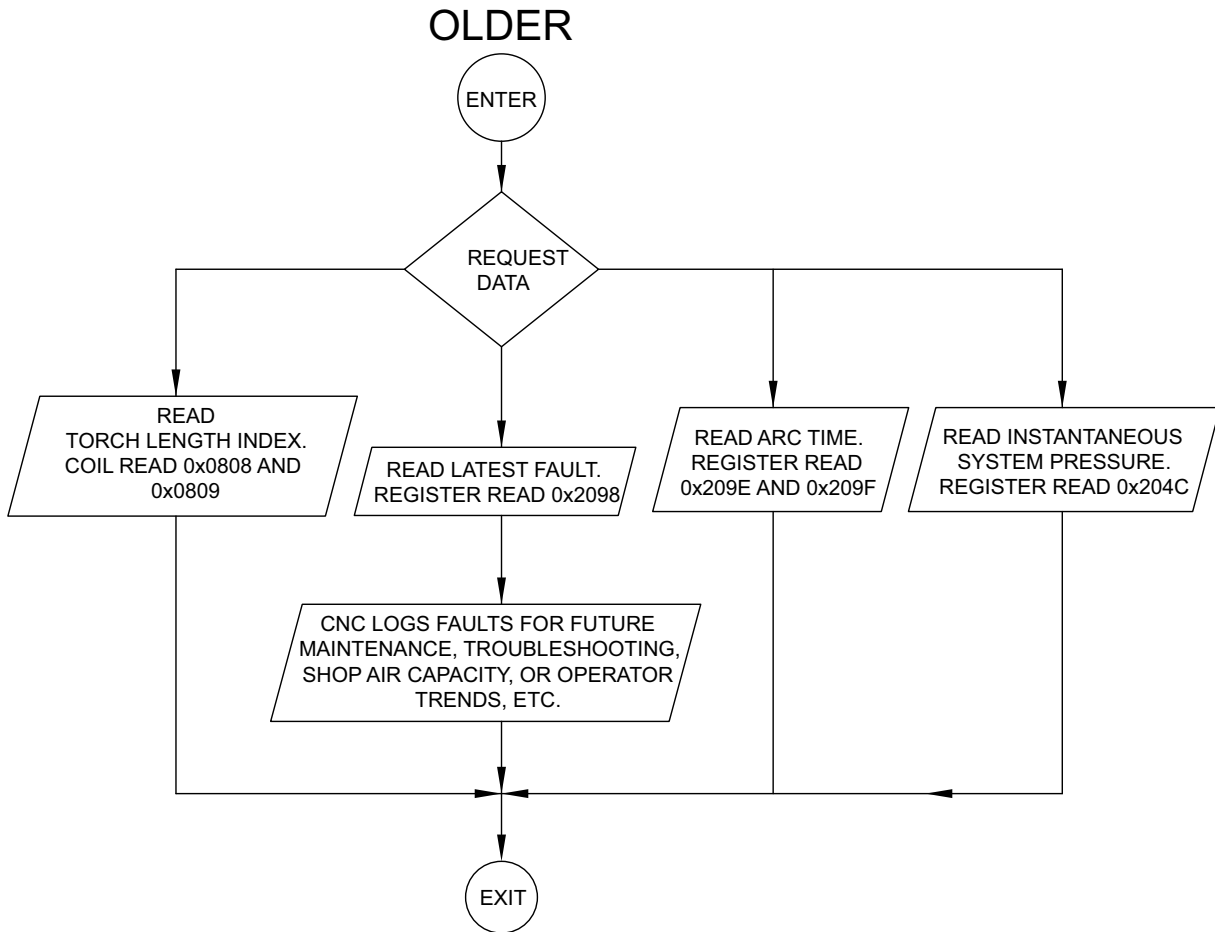 OLDER
ENTER
REQUEST
DATA
READ
TORCH LENGTH INDEX.
COIL READ 0x0808 AND
0x0809
READ LATEST FAULT.
REGISTER READ 0x2098
READ ARC TIME.
REGISTER READ
0x209E AND 0x209F
READ INSTANTANEOUS
SYSTEM PRESSURE.
REGISTER READ 0x204C
CNC LOGS FAULTS FOR FUTURE
MAINTENANCE, TROUBLESHOOTING,
SHOP AIR CAPACITY, OR OPERATOR
TRENDS, ETC.
EXIT